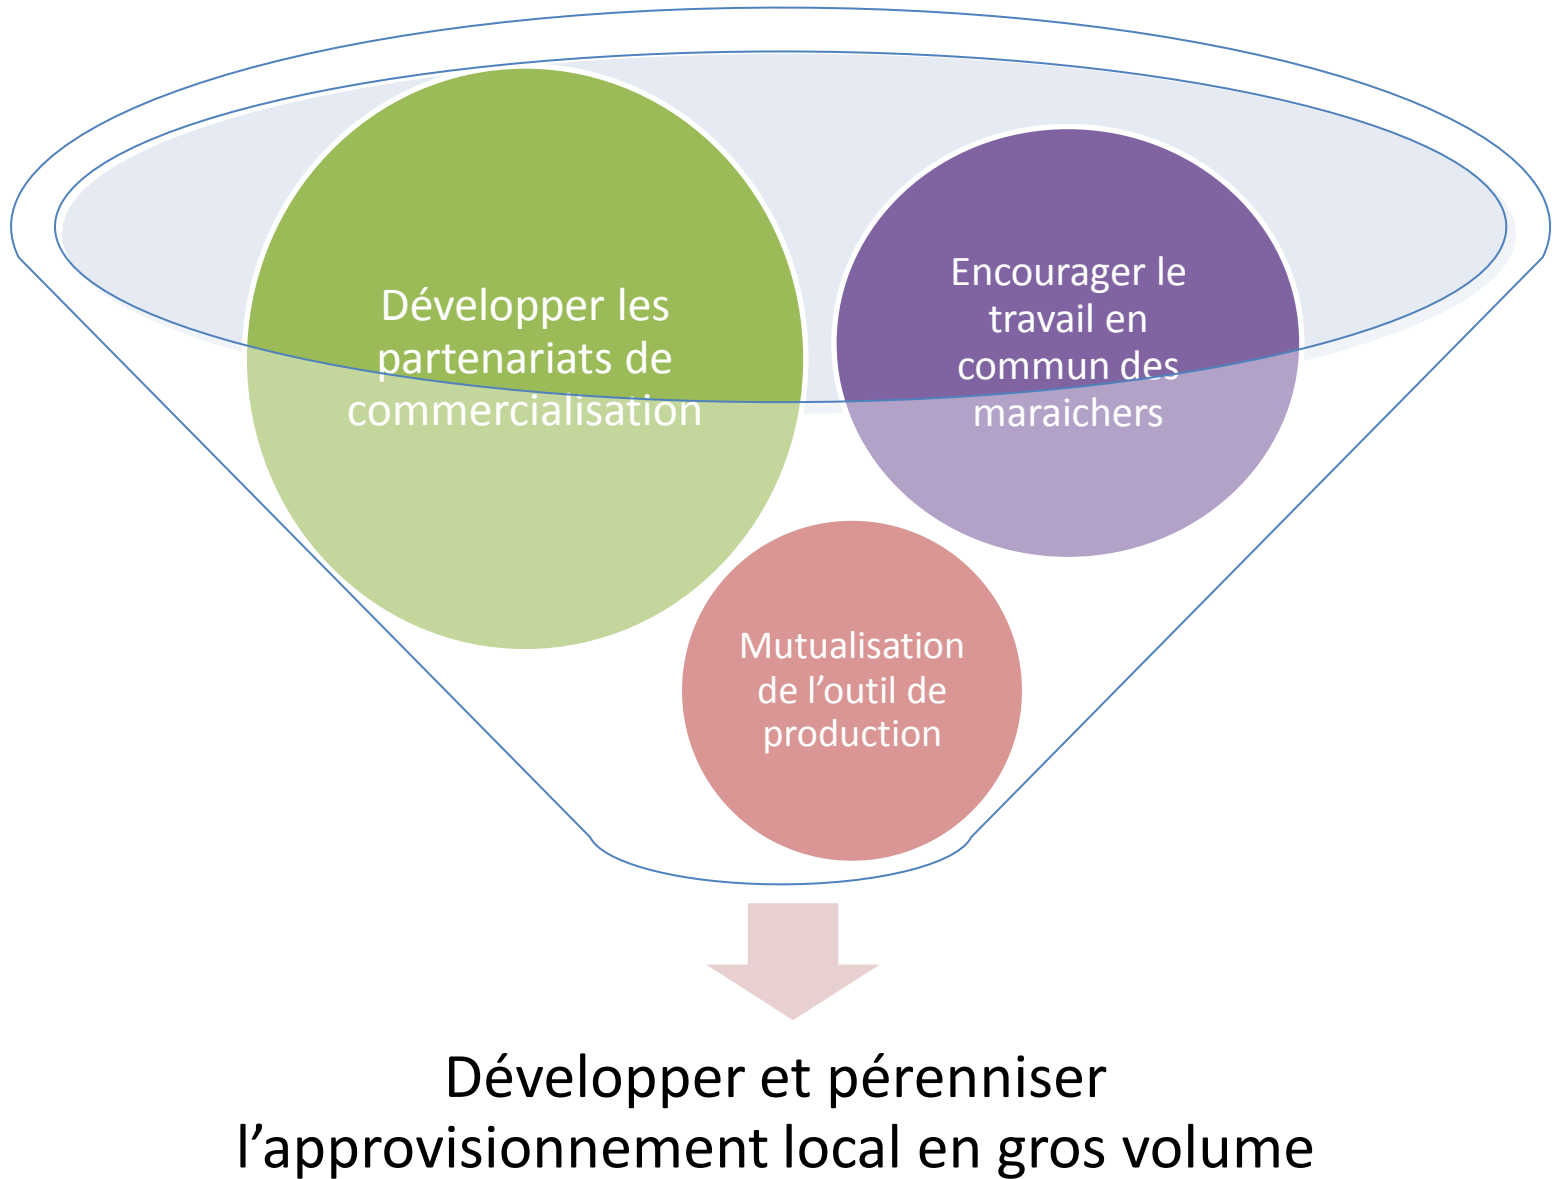 Développer les
partenariats de
commercialisation
Encourager le
travail en
commun des
maraichers
Mutualisation
de l’outil de
production
Développer et pérenniser
l’approvisionnement local en gros volume